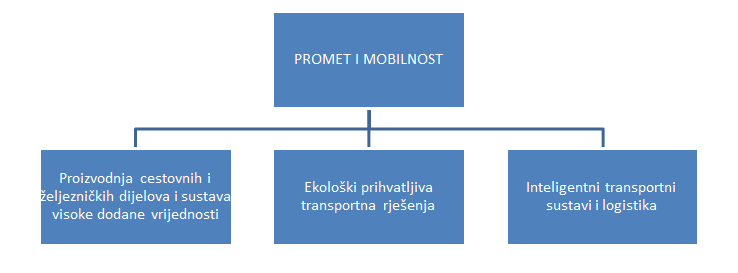 PROMET I MOBILNOST
Proizvodnja cestovnih i
željezničkih dijelova i sustava
visoke dodane vrijednosti
Ekološki prihvatljiva
transportna rješenja
Inteligentni transportni
sustavi i logistika